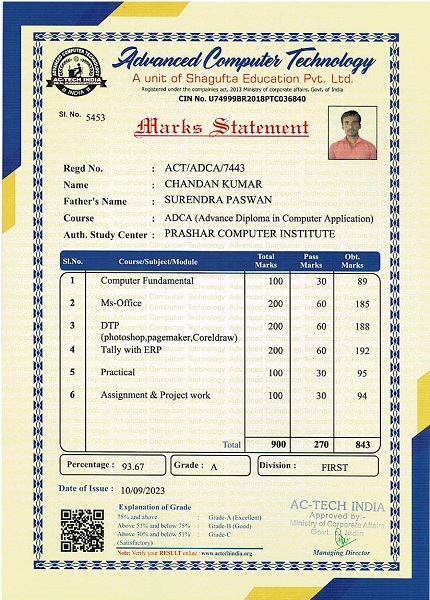 ADVANCED COMPUTER TECHNOLOGY
AC-TECH INDIA
INDIA
Advanced Computer Technology
A unit of Shagufta Education Pvt. Ltd.
Registered under the companies act, 2013 Ministry of corporate affairs, Govt. of India
CIN No. U74999BR2018PTC036840
Sl. No. 5453
Marks Statement
Regd No. : ACT/ADCA/7443
Name : CHANDAN KUMAR
Father's Name : SURENDRA PASWAN
Course : ADCA (Advance Diploma in Computer Application)
Auth. Study Center : PRASHAR COMPUTER INSTITUTE
Sl.No. Course/Subject/Module Total Marks Pass Marks Obt. Marks
1 Computer Fundamental 100 30 89
2 Ms-Office 200 60 185
3 DTP (photoshop,pagemaker,Coreldraw) 200 60 188
4 Tally with ERP 200 60 192
5 Practical 100 30 95
6 Assignment & Project work 100 30 94
Total 900 270 843
Percentage : 93.67 Grade : A Division : FIRST
Date of Issue : 10/09/2023
Explanation of Grade
75% and above : Grade-A (Excellent)
Above 51% and below 75% : Grade-B (Good)
Above 30% and below 51% : Grade-C
(Satisfactory)
Note: Verify your RESULT online : www.actechindia.org
AC-TECH INDIA
Approved by:-
Ministry of Corporate Affairs
Govt. of India
Managing Director